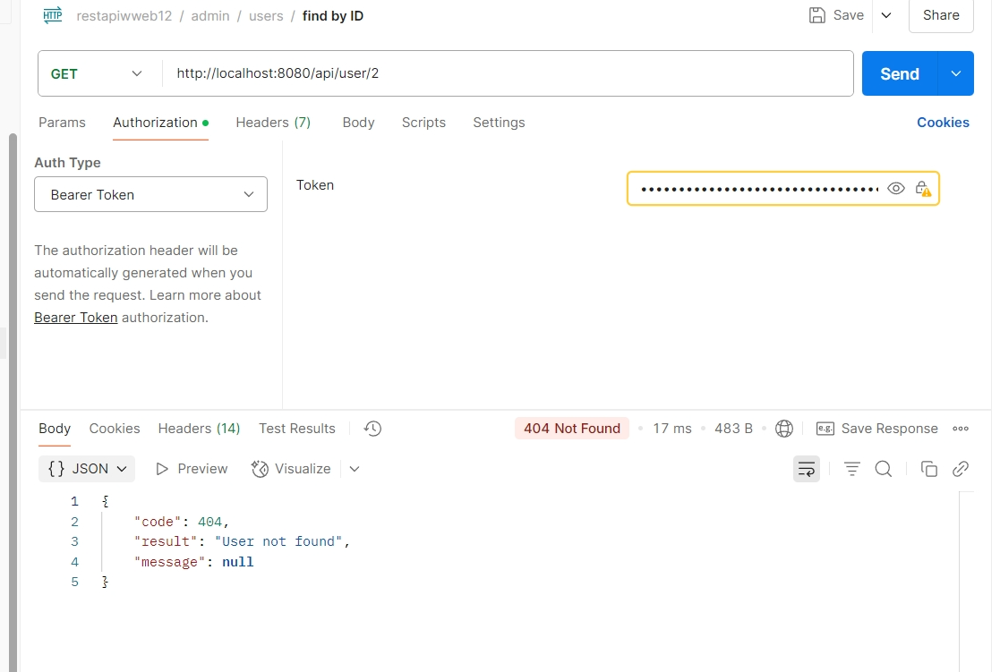 HTTP restapiwweb12 / admin / users / find by ID Save Share
GET http://localhost:8080/api/user/2 Send
Params Authorization Headers (7) Body Scripts Settings Cookies
Auth Type
Bearer Token
Token
The authorization header will be
automatically generated when you
send the request. Learn more about
Bearer Token authorization.
Body Cookies Headers (14) Test Results 404 Not Found 17 ms 483 B e.g. Save Response
{} JSON Preview Visualize
1 {
2 "code": 404,
3 "result": "User not found",
4 "message": null
5 }